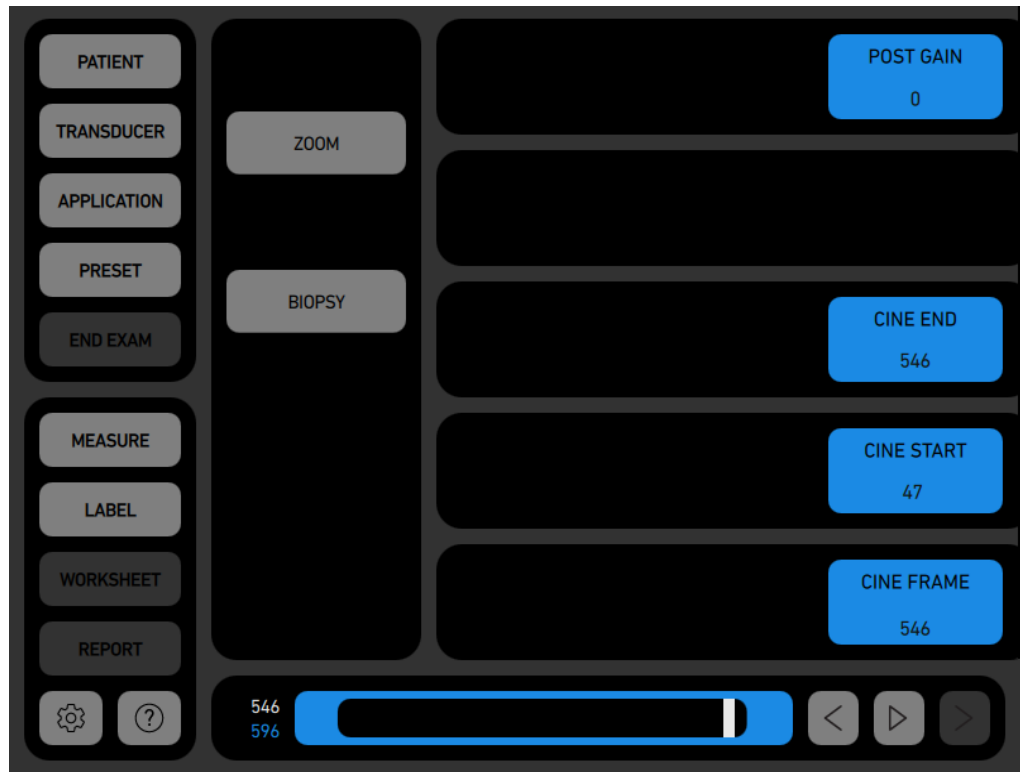 PATIENT
TRANSDUCER
APPLICATION
PRESET
END EXAM
MEASURE
LABEL
WORKSHEET
REPORT
?
ZOOM
BIOPSY
POST GAIN
0
CINE END
546
CINE START
47
CINE FRAME
546
546
596